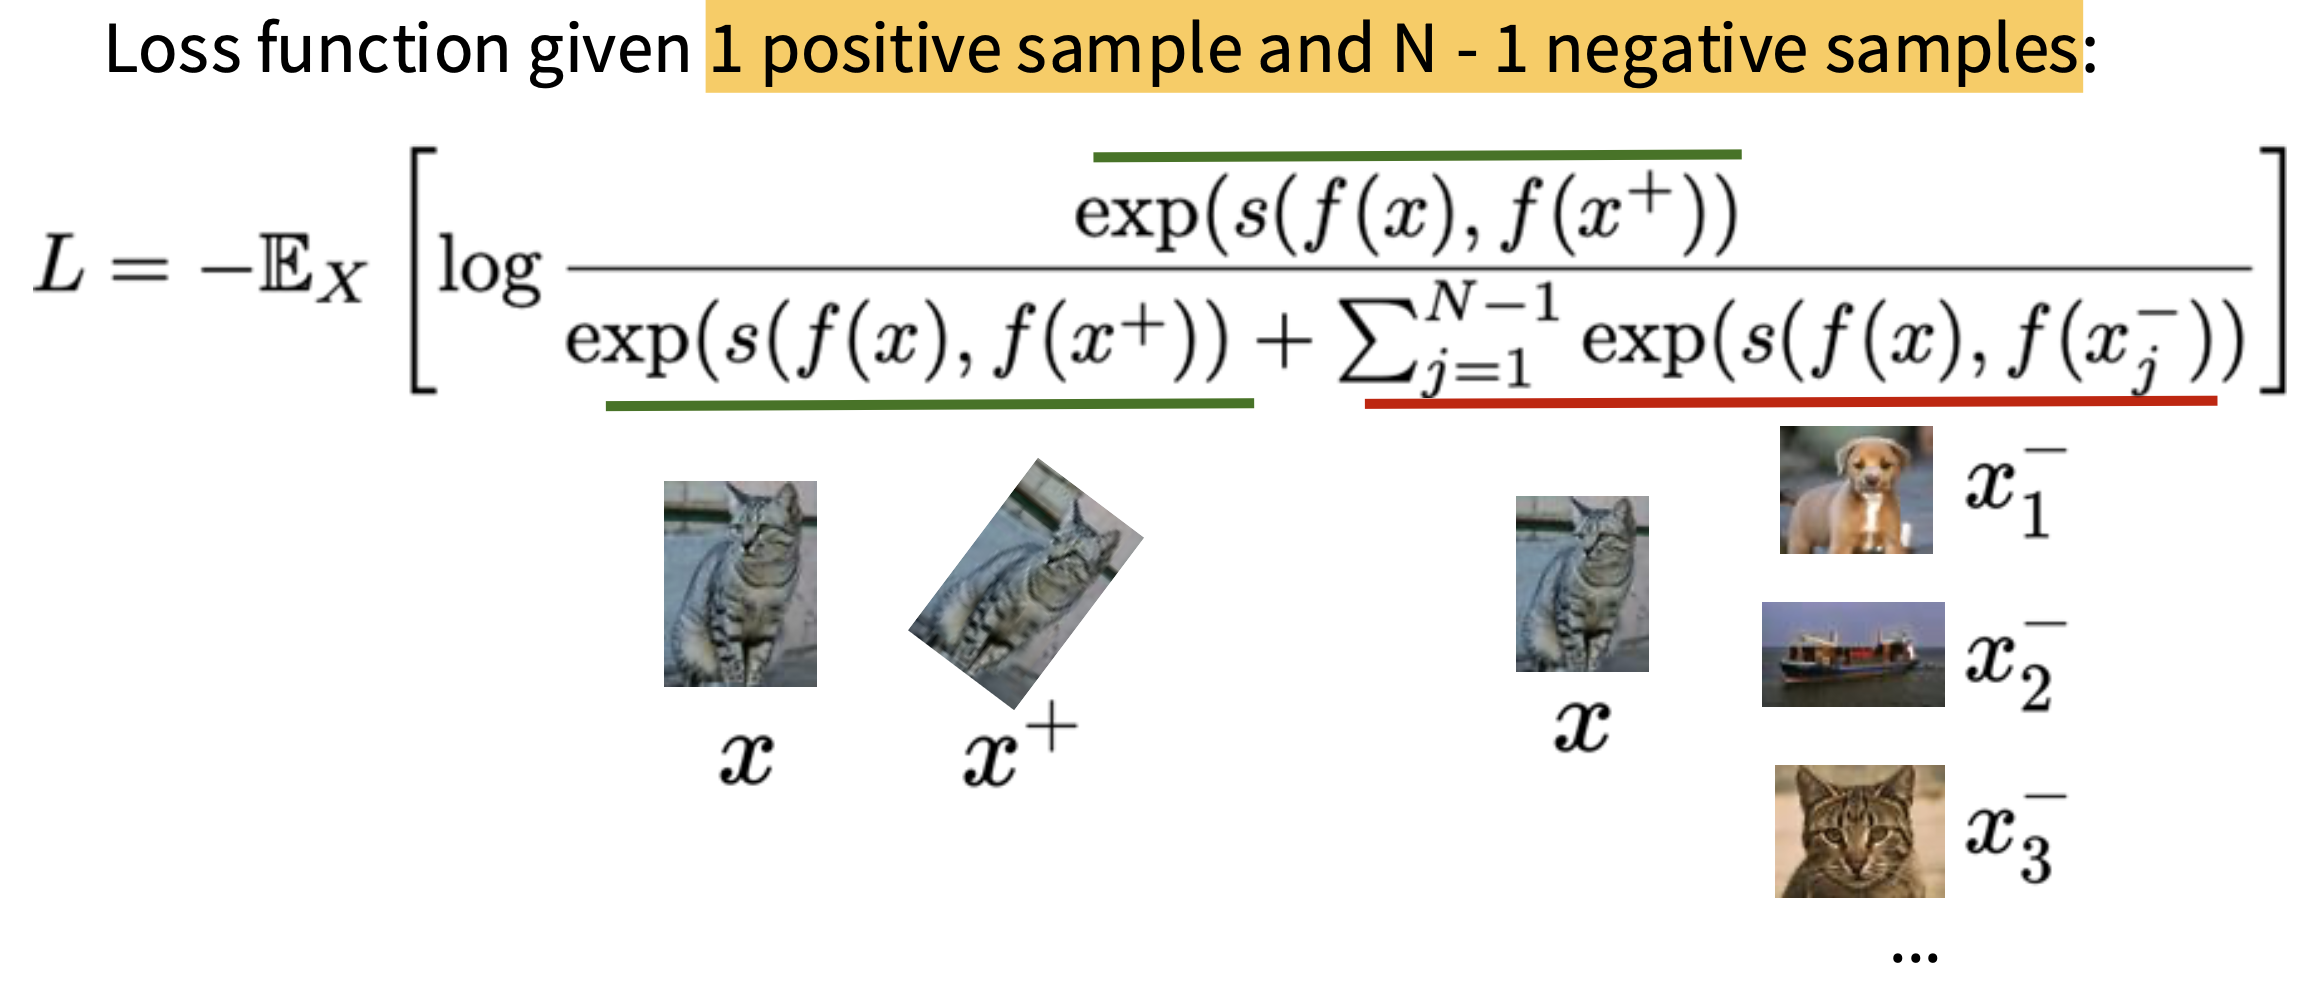 Loss function given 1 positive sample and N - 1 negative samples:
$L = -\mathbb{E}_X \left[ \log \frac{\exp(s(f(x), f(x^+))}{\exp(s(f(x), f(x^+)) + \sum_{j=1}^{N-1} \exp(s(f(x), f(x_j^-))} \right]$
$x$ $x^+$ $x$ $x_1^-$
$x_2^-$
$x_3^-$
...